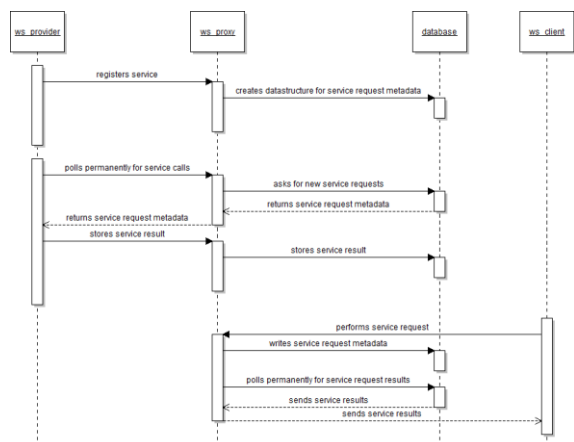 ws_provider
ws_proxy
database
ws_client
registers service
creates datastructure for service request metadata
polls permanently for service calls
asks for new service requests
returns service request metadata
returns service request metadata
stores service result
stores service result
performs service request
writes service request metadata
polls permanently for service request results
sends service results
sends service results